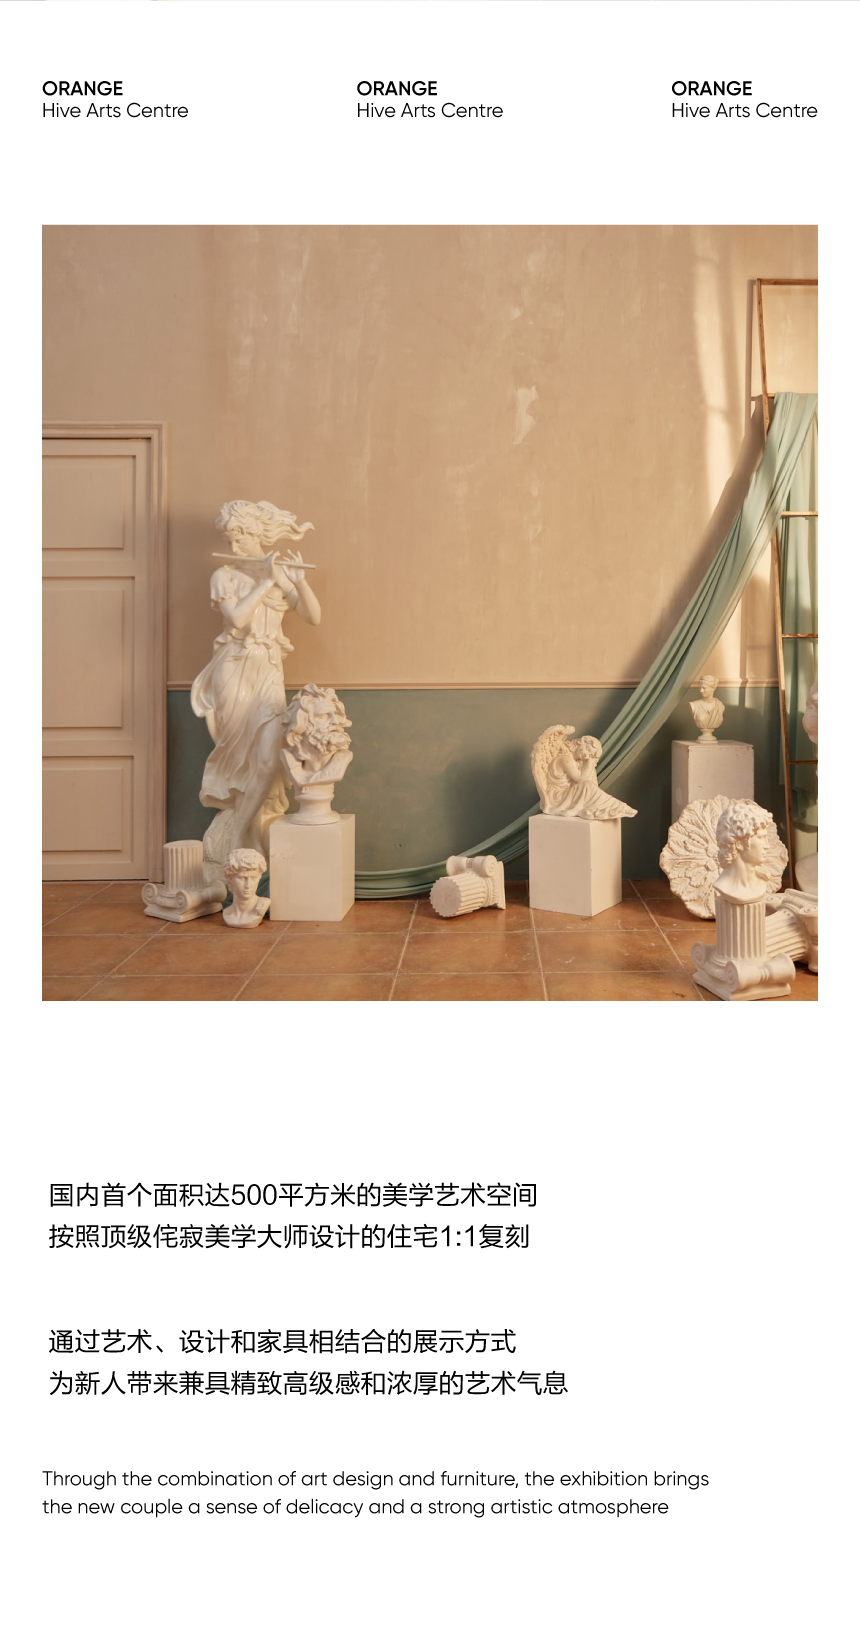 ORANGE
Hive Arts Centre
ORANGE
Hive Arts Centre
ORANGE
Hive Arts Centre
国内首个面积达500平方米的美学艺术空间
按照顶级侘寂美学大师设计的住宅1:1复刻
通过艺术、设计和家具相结合的展示方式
为新人带来兼具精致高级感和浓厚的艺术气息
Through the combination of art design and furniture, the exhibition brings
the new couple a sense of delicacy and a strong artistic atmosphere